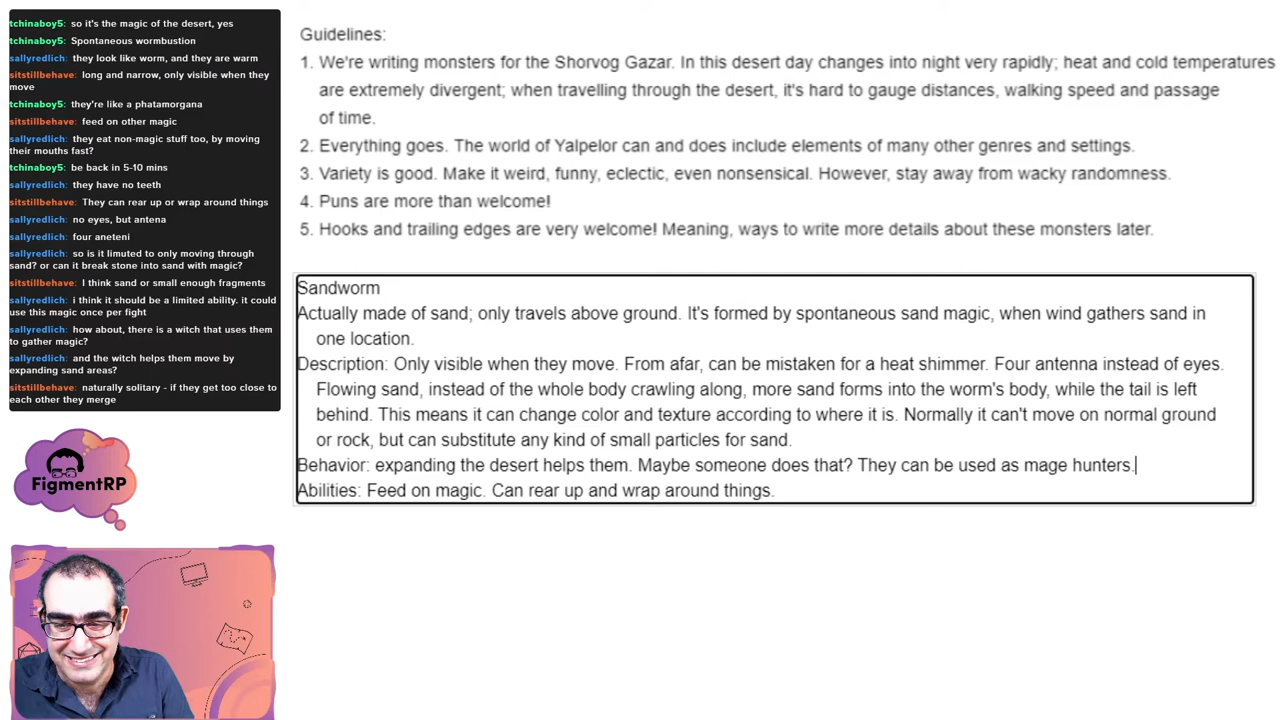 tchinaboy5: so it's the magic of the desert, yes
tchinaboy5: Spontaneous wormbustion
sallyredlich: they look like worm, and they are warm
sitstillbehave: long and narrow, only visible when they
move
tchinaboy5: they're like a phatamorgana
sitstillbehave: feed on other magic
sallyredlich: they eat non-magic stuff too, by moving
their mouths fast?
tchinaboy5: be back in 5-10 mins
sallyredlich: they have no teeth
sitstillbehave: They can rear up or wrap around things
sallyredlich: no eyes, but antena
sallyredlich: four aneteni
sallyredlich: so is it limuted to only moving through
sand? or can it break stone into sand with magic?
sitstillbehave: I think sand or small enough fragments
sallyredlich: i think it should be a limited ability. it could
use this magic once per fight
sallyredlich: how about, there is a witch that uses them
to gather magic?
sallyredlich: and the witch helps them move by
expanding sand areas?
sitstillbehave: naturally solitary - if they get too close to
each other they merge
FigmentRP
Guidelines:
1. We're writing monsters for the Shorvog Gazar. In this desert day changes into night very rapidly; heat and cold temperatures
are extremely divergent; when travelling through the desert, it's hard to gauge distances, walking speed and passage
of time.
2. Everything goes. The world of Yalpelor can and does include elements of many other genres and settings.
3. Variety is good. Make it weird, funny, eclectic, even nonsensical. However, stay away from wacky randomness.
4. Puns are more than welcome!
5. Hooks and trailing edges are very welcome! Meaning, ways to write more details about these monsters later.
Sandworm
Actually made of sand; only travels above ground. It's formed by spontaneous sand magic, when wind gathers sand in
one location.
Description: Only visible when they move. From afar, can be mistaken for a heat shimmer. Four antenna instead of eyes.
Flowing sand, instead of the whole body crawling along, more sand forms into the worm's body, while the tail is left
behind. This means it can change color and texture according to where it is. Normally it can't move on normal ground
or rock, but can substitute any kind of small particles for sand.
Behavior: expanding the desert helps them. Maybe someone does that? They can be used as mage hunters.
Abilities: Feed on magic. Can rear up and wrap around things.